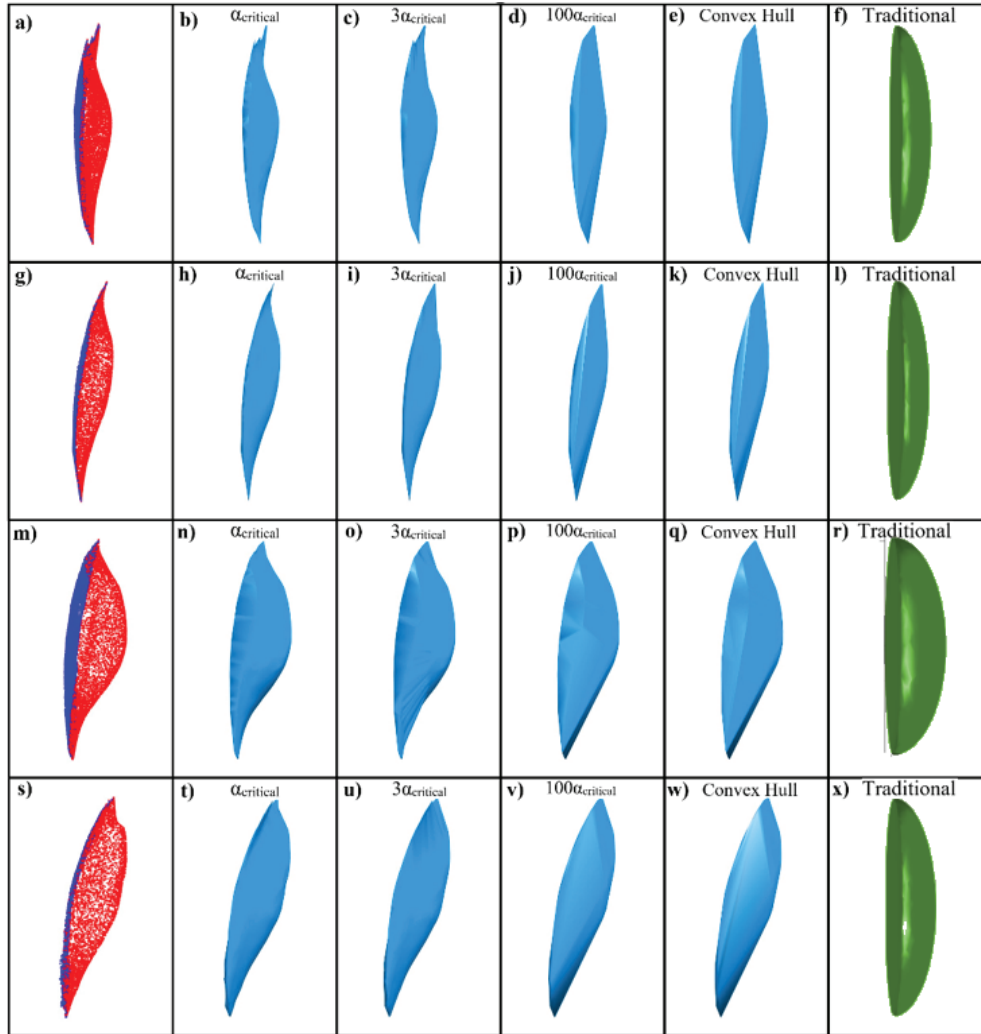 a) b) αcritical c) 3αcritical d) 100αcritical e) Convex Hull f) Traditional
g) h) αcritical i) 3αcritical j) 100αcritical k) Convex Hull l) Traditional
m) n) αcritical o) 3αcritical p) 100αcritical q) Convex Hull r) Traditional
s) t) αcritical u) 3αcritical v) 100αcritical w) Convex Hull x) Traditional